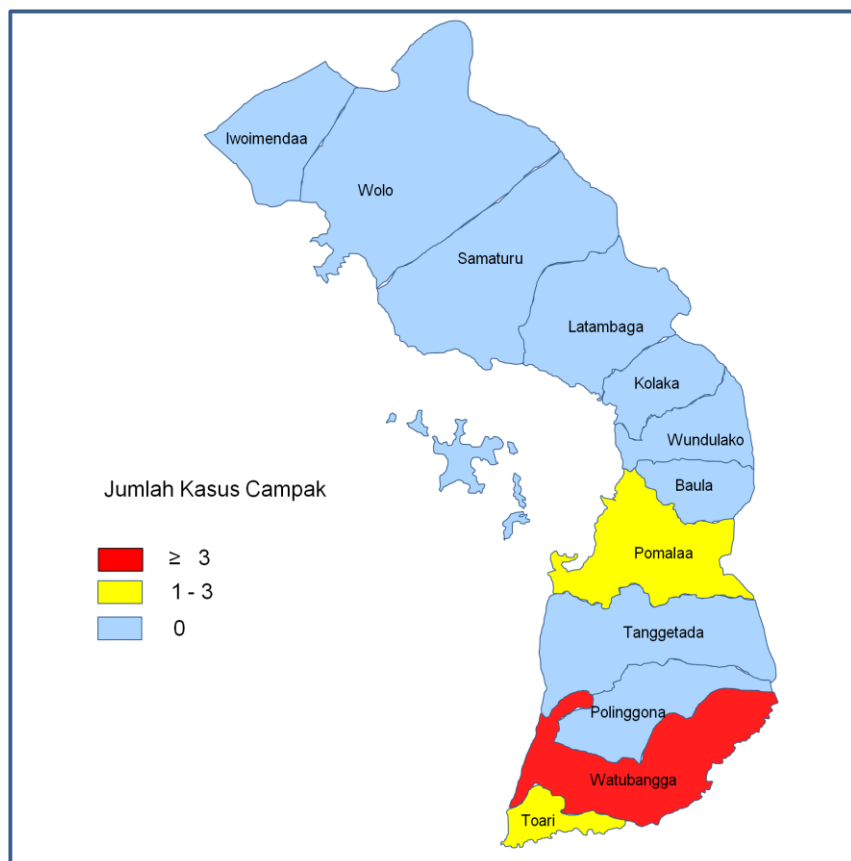 Iwoimendaa
Wolo
Samaturu
Latambaga
Kolaka
Wundulako
Baula
Pomalaa
Tanggetada
Polinggona
Watubangga
Toari
Jumlah Kasus Campak
≥ 3
1 - 3
0